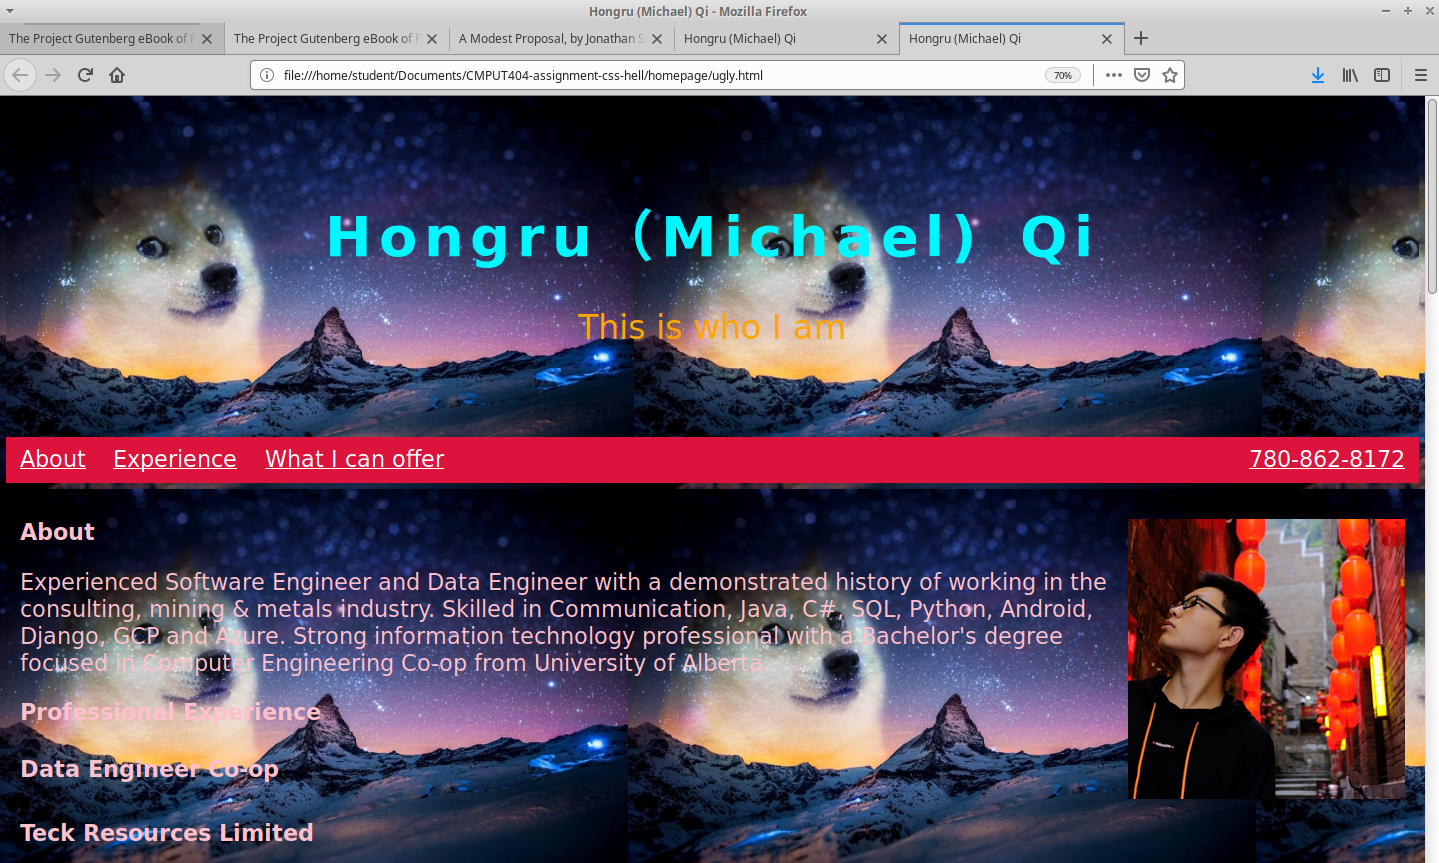 Hongru (Michael) Qi - Mozilla Firefox
The Project Gutenberg eBook of
The Project Gutenberg eBook of
A Modest Proposal, by Jonathan S
Hongru (Michael) Qi
Hongru (Michael) Qi
file:///home/student/Documents/CMPUT404-assignment-css-hell/homepage/ugly.html
70%
Hongru (Michael) Qi
This is who I am
About Experience What I can offer 780-862-8172
About
Experienced Software Engineer and Data Engineer with a demonstrated history of working in the
consulting, mining & metals industry. Skilled in Communication, Java, C#, SQL, Python, Android,
Django, GCP and Azure. Strong information technology professional with a Bachelor's degree
focused in Computer Engineering Co-op from University of Alberta.
Professional Experience
Data Engineer Co-op
Teck Resources Limited